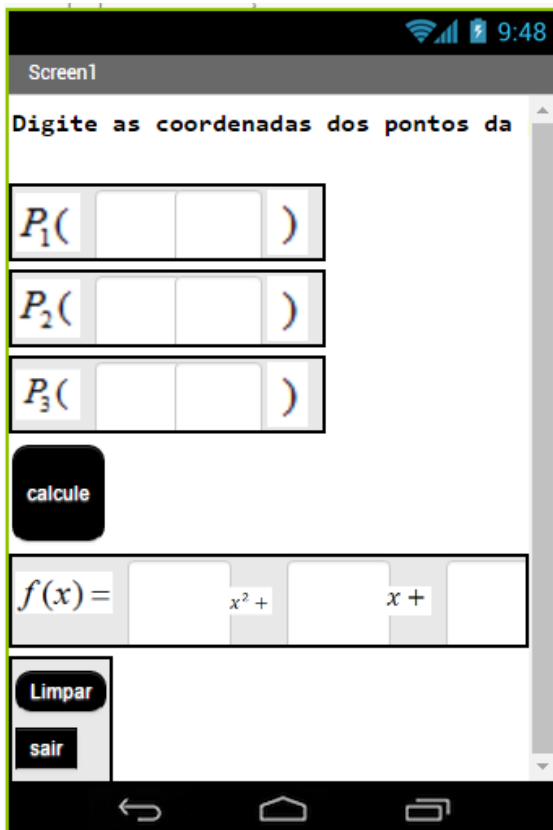 9:48
Screen1
Digite as coordenadas dos pontos da
P₁( )
P₂( )
P₃( )
calcule
f(x) = x² + x +
Limpar
sair